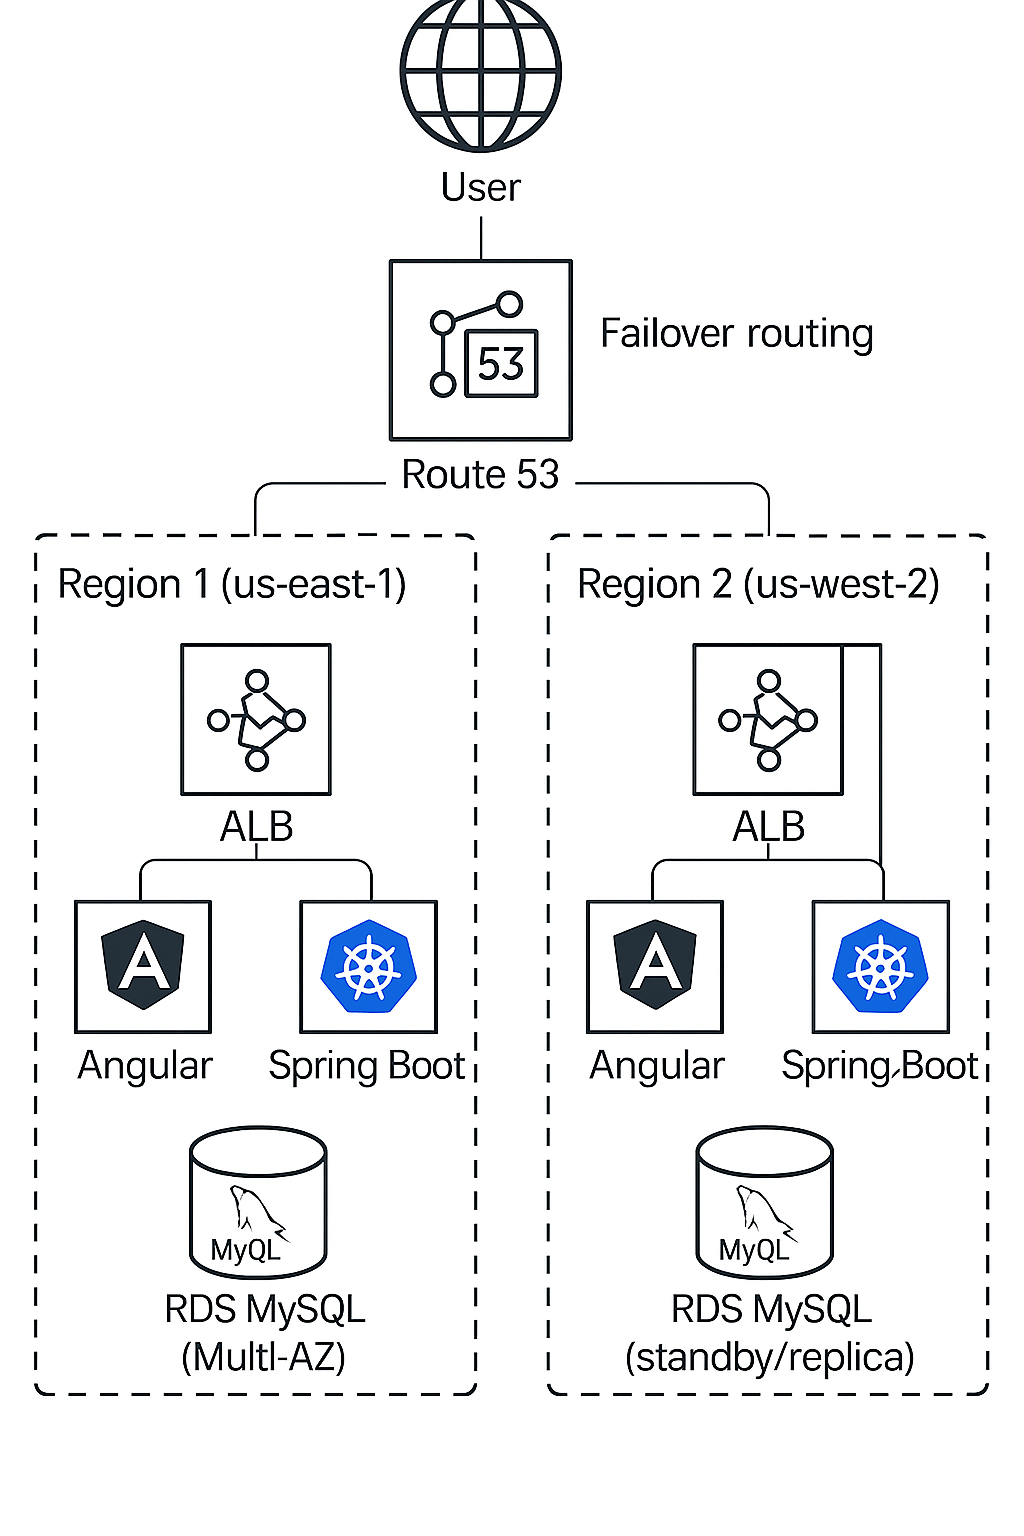 User
53
Failover routing
Route 53
Region 1 (us-east-1)
ALB
A
Angular
Spring Boot
MyQL
RDS MySQL
(Multl-AZ)
Region 2 (us-west-2)
ALB
A
Angular
Spring,Boot
MyQL
RDS MySQL
(standby/replica)